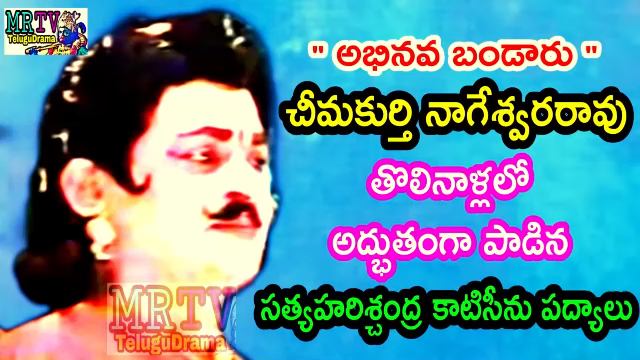 MRTV
TeluguDrama
" అభినవ బండారు "
చీమకుర్తి నాగేశ్వరరావు
తొలినాళ్లలో
అద్భుతంగా పాడిన
సత్యహరిశ్చంద్ర కాటిసీను పద్యాలు
MRTV
TeluguDrama